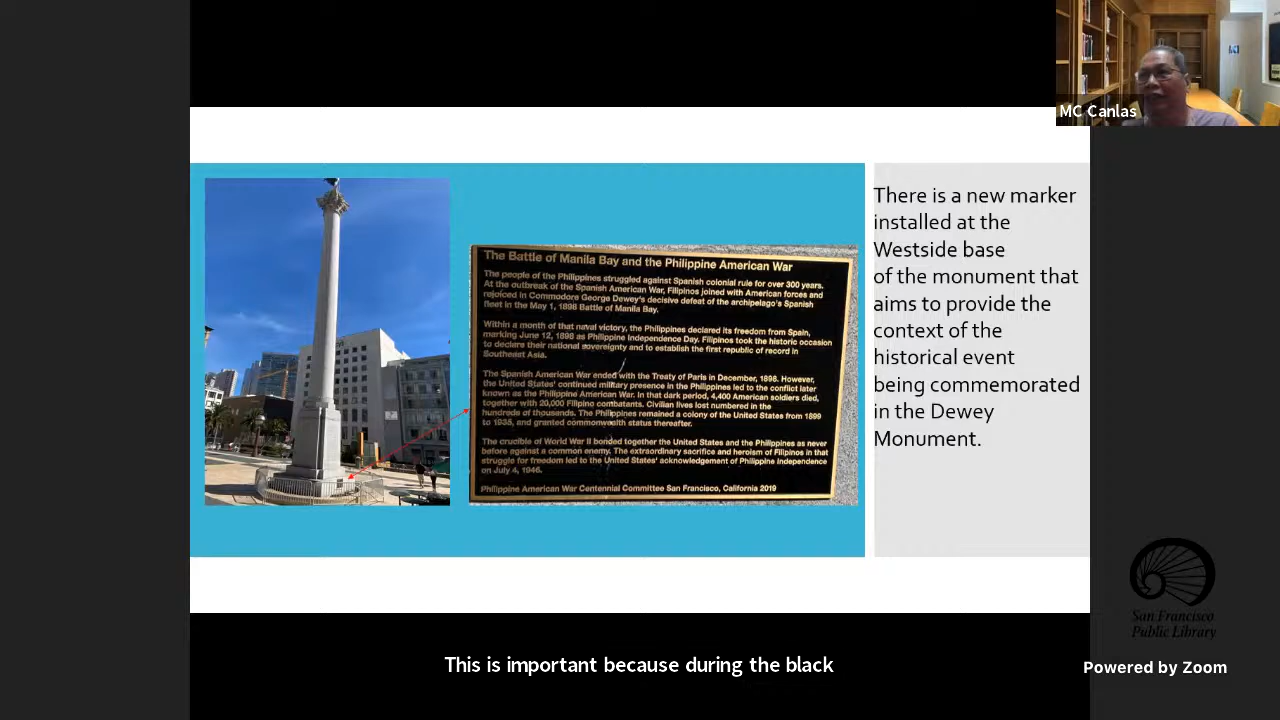 MC Canlas
The Battle of Manila Bay and the Philippine American War
The people of the Philippines struggled against Spanish colonial rule for over 300 years.
At the outbreak of the Spanish American War, Filipinos joined with American forces and
rejoiced in Commodore George Dewey's decisive defeat of the archipelago's Spanish
fleet in the May 1, 1898 Battle of Manila Bay.
Within a month of that naval victory, the Philippines declared its freedom from Spain,
marking June 12, 1898 as Philippine Independence Day. Filipinos took the historic occasion
to declare their national sovereignty and to establish the first republic of record in
Southeast Asia.
The Spanish American War ended with the Treaty of Paris in December, 1898. However,
the United States' continued military presence in the Philippines led to the conflict later
known as the Philippine American War. In that dark period, 4,400 American soldiers died,
together with 20,000 Filipino combatants. Civilian lives lost numbered in the
hundreds of thousands. The Philippines remained a colony of the United States from 1899
to 1935, and granted commonwealth status thereafter.
The crucible of World War II bonded together the United States and the Philippines as never
before against a common enemy. The extraordinary sacrifice and heroism of Filipinos in that
struggle for freedom led to the United States' acknowledgement of Philippine Independence
on July 4, 1946.
Philippine American War Centennial Committee San Francisco, California 2019
There is a new marker
installed at the
Westside base
of the monument that
aims to provide the
context of the
historical event
being commemorated
in the Dewey
Monument.
San Francisco
Public Library
This is important because during the black
Powered by Zoom